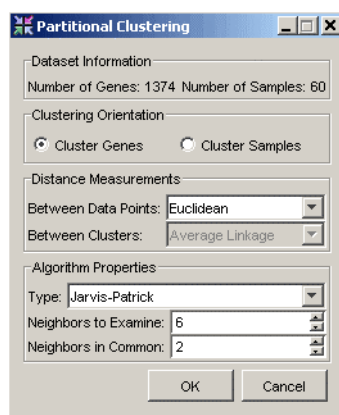 Partitional Clustering
Dataset Information
Number of Genes: 1374 Number of Samples: 60
Clustering Orientation
Cluster Genes Cluster Samples
Distance Measurements
Between Data Points: Euclidean
Between Clusters: Average Linkage
Algorithm Properties
Type: Jarvis-Patrick
Neighbors to Examine: 6
Neighbors in Common: 2
OK Cancel